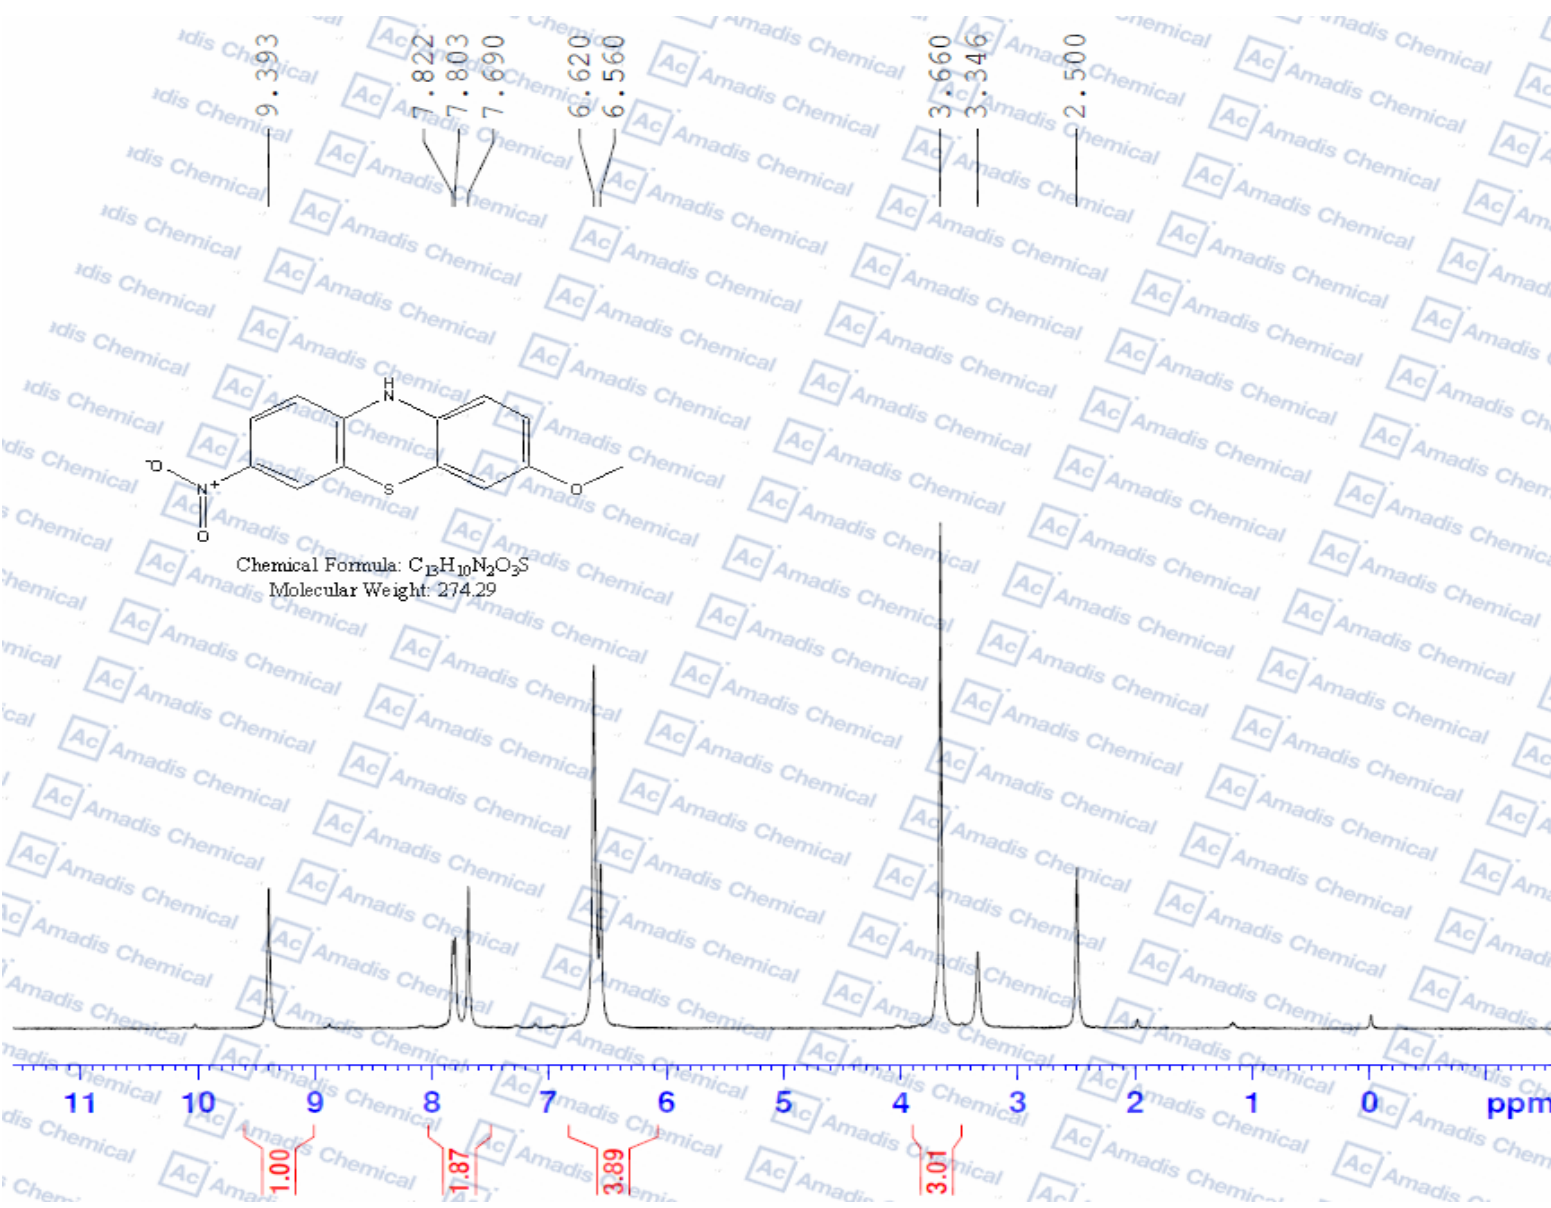 9.393
7.822
7.803
7.690
6.620
6.560
3.660
3.346
2.500
H
N
O-
N+
O
S
O
Chemical Formula: C13H10N2O3S
Molecular Weight: 274.29
11 10 9 8 7 6 5 4 3 2 1 0 ppm
1.00
1.87
3.89
3.01
Ac Amadis Chemical